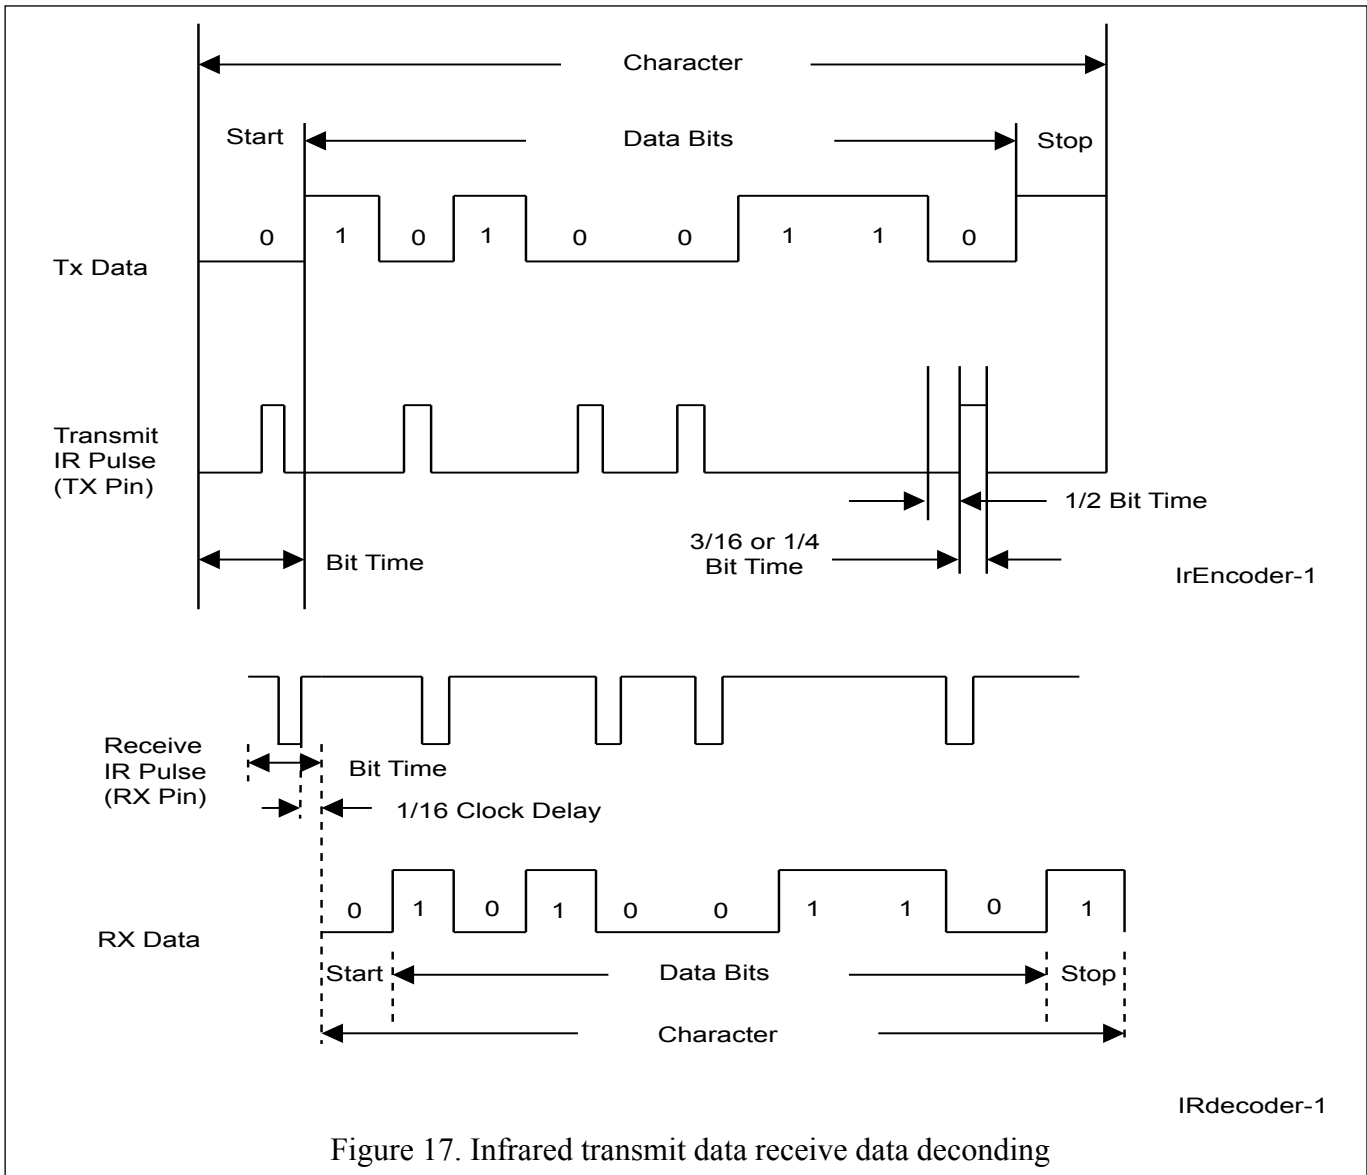 Character
Start Data Bits Stop
0 1 0 1 0 0 1 1 0
Tx Data
Transmit
IR Pulse
(TX Pin)
1/2 Bit Time
3/16 or 1/4
Bit Time
Bit Time
IrEncoder-1
Receive
IR Pulse
(RX Pin)
Bit Time
1/16 Clock Delay
0 1 0 1 0 0 1 1 0 1
RX Data
Start Data Bits Stop
Character
IRdecoder-1
Figure 17. Infrared transmit data receive data deconding